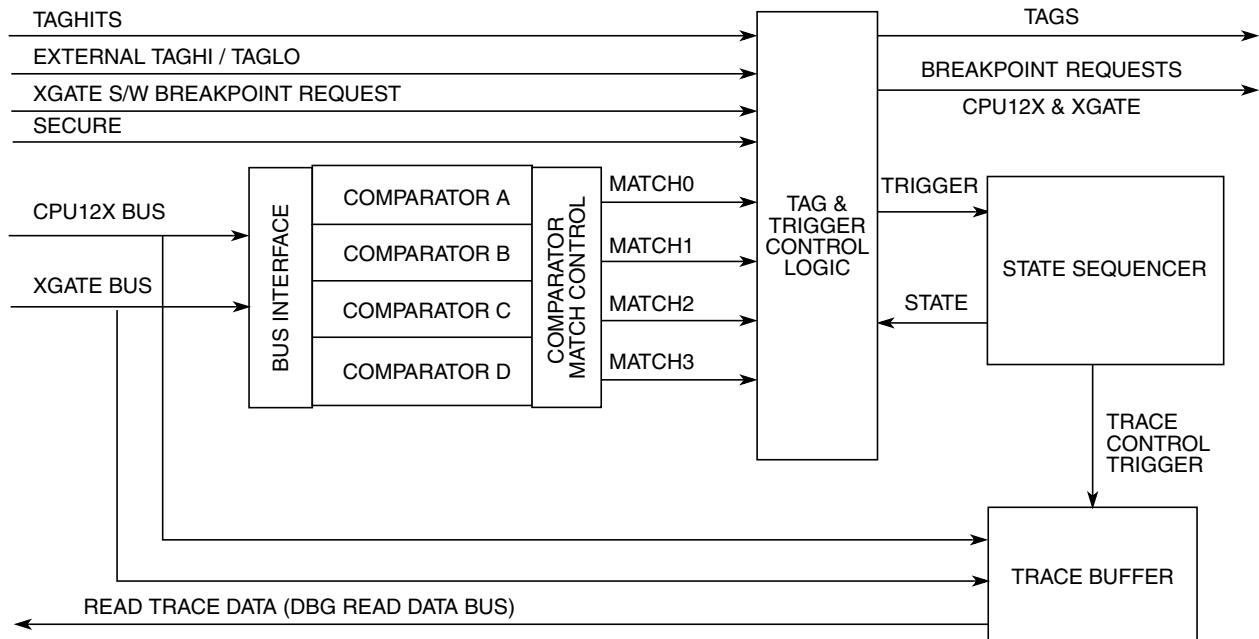 TAGHITS
EXTERNAL TAGHI / TAGLO
XGATE S/W BREAKPOINT REQUEST
SECURE
TAGS
BREAKPOINT REQUESTS
CPU12X & XGATE
CPU12X BUS
XGATE BUS
BUS INTERFACE
COMPARATOR A
COMPARATOR B
COMPARATOR C
COMPARATOR D
COMPARATOR
MATCH CONTROL
MATCH0
MATCH1
MATCH2
MATCH3
TAG &
TRIGGER
CONTROL
LOGIC
TRIGGER
STATE
STATE SEQUENCER
TRACE
CONTROL
TRIGGER
TRACE BUFFER
READ TRACE DATA (DBG READ DATA BUS)